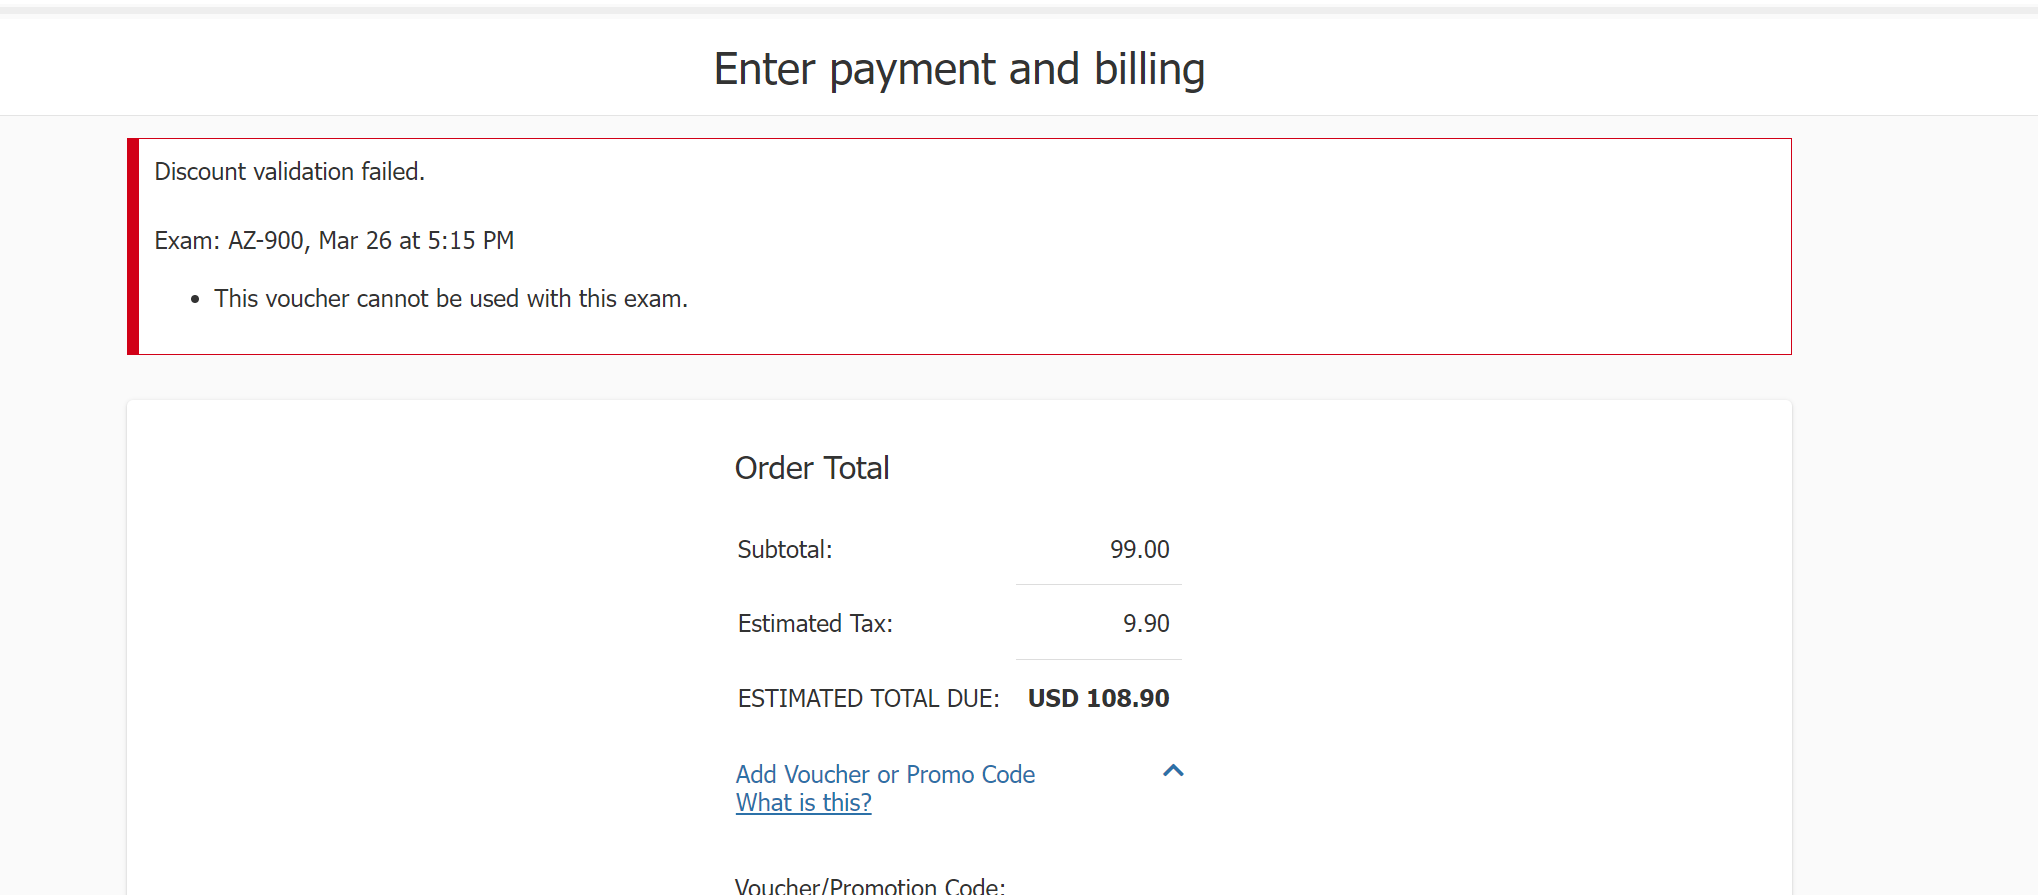 Enter payment and billing
Discount validation failed.
Exam: AZ-900, Mar 26 at 5:15 PM
• This voucher cannot be used with this exam.
Order Total
Subtotal: 99.00
Estimated Tax: 9.90
ESTIMATED TOTAL DUE: USD 108.90
Add Voucher or Promo Code
What is this?
Voucher/Promotion Code: